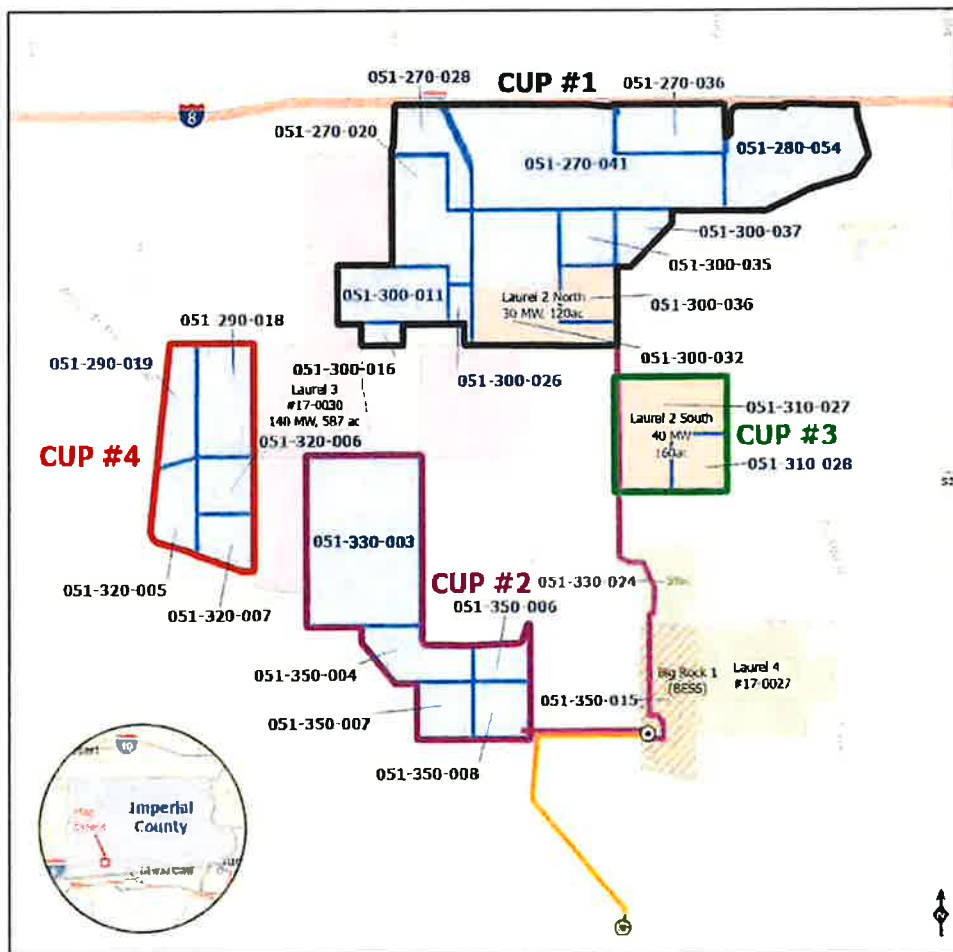 051-270-028
CUP #1
051-270-036
8
051-270-020
051-280-054
051-270-041
051-300-037
051-300-035
051-300-011
Laurel 2 North
30 MW, 120ac
051-300-036
051 290-018
051-290-019
051-300-016
051-300-026
051-300-032
Laurel 3
#17-0030
140 MW, 587 ac
051-310-027
Laurel 2 South
40 MW
160ac
CUP #3
051-310 028
051-320-006
CUP #4
051-330-003
CUP #2
051-330-024
051-320-005
051-350-006
051-320-007
051-350-004
Big Rock 1
(BESS)
Laurel 4
#17-0027
051-350-015
051-350-007
051-350-008
10
Imperial
County